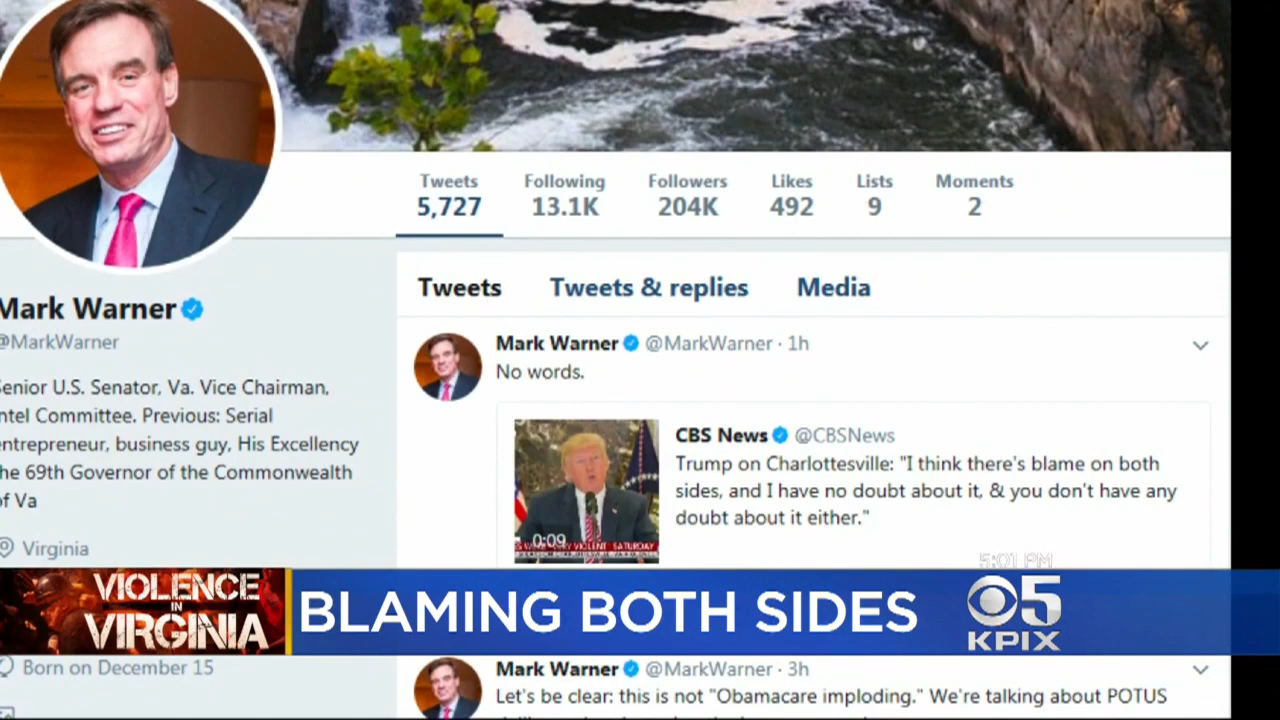 Tweets Following Followers Likes Lists Moments
5,727 13.1K 204K 492 9 2
Tweets Tweets & replies Media
Mark Warner
@MarkWarner
Senior U.S. Senator, Va. Vice Chairman,
Intel Committee. Previous: Serial
entrepreneur, business guy, His Excellency
the 69th Governor of the Commonwealth
of Va
Virginia
Born on December 15
Mark Warner @MarkWarner · 1h
No words.
CBS News @CBSNews
Trump on Charlottesville: "I think there's blame on both
sides, and I have no doubt about it, & you don't have any
doubt about it either."
0:09
VIOLENT SATURDAY
5:01 PM
VIOLENCE
IN
VIRGINIA
BLAMING BOTH SIDES
5
KPIX
Mark Warner @MarkWarner · 3h
Let's be clear: this is not "Obamacare imploding." We're talking about POTUS